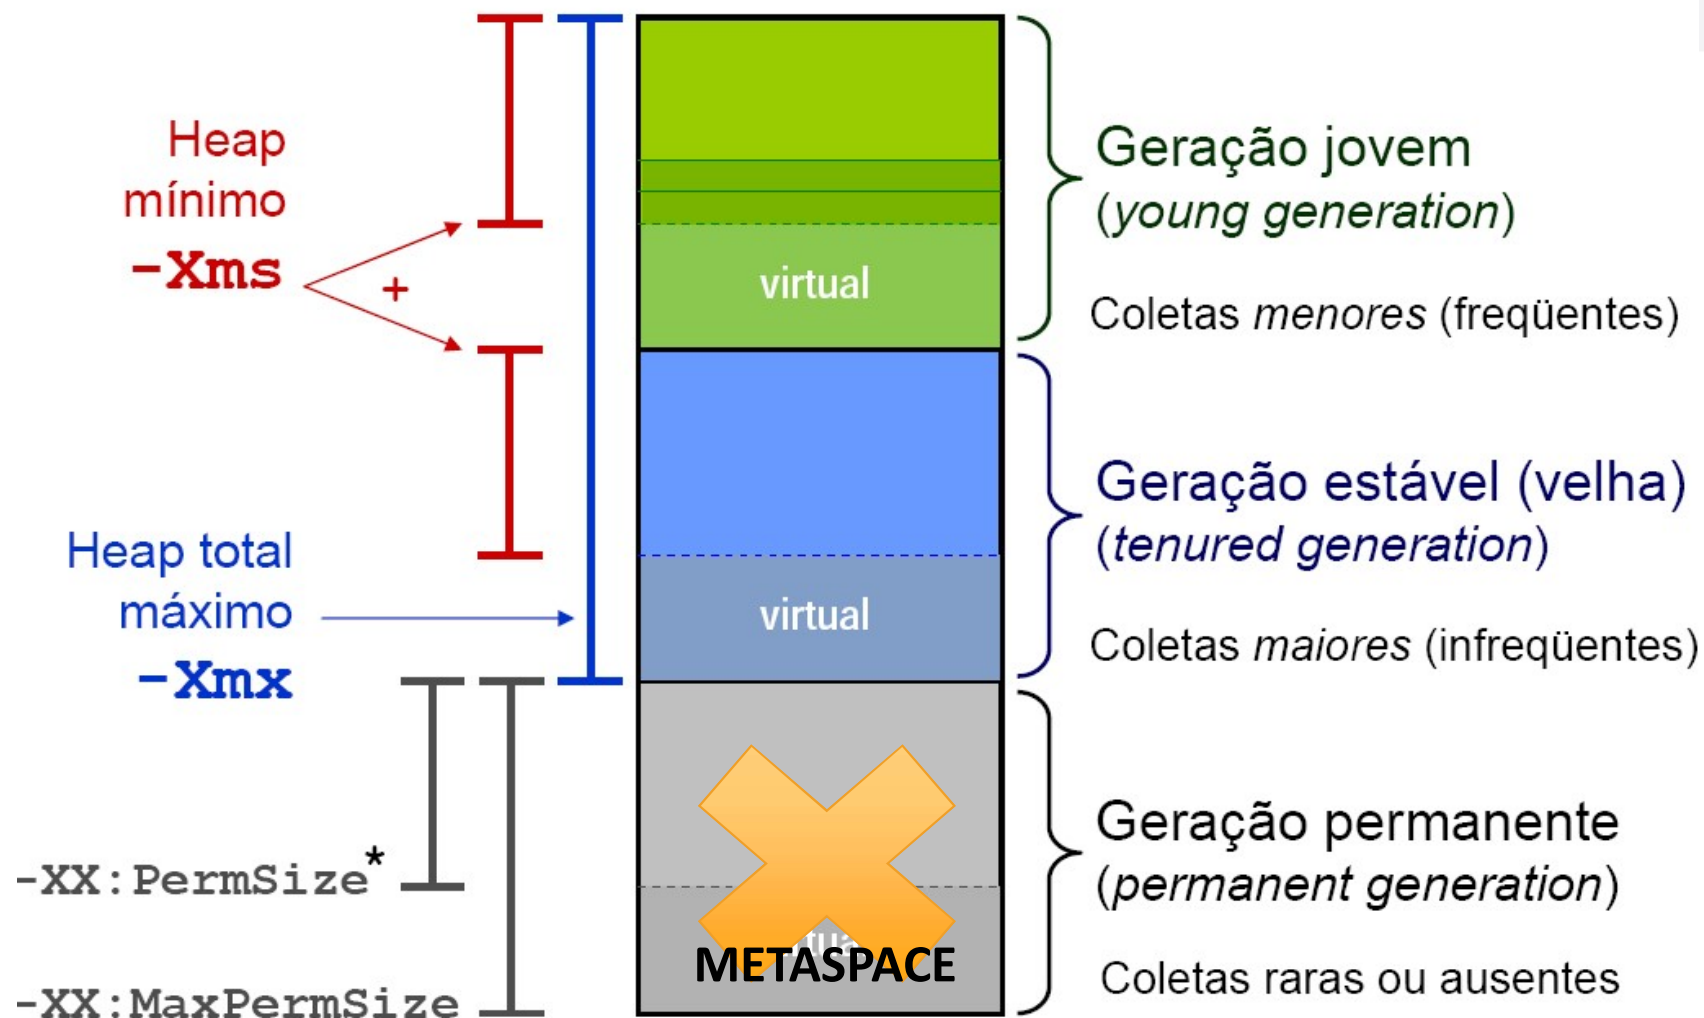 Heap
mínimo
-Xms
+
Heap total
máximo
-Xmx
-XX:PermSize*
-XX:MaxPermSize
virtual
virtual
METASPACE
Geração jovem
(young generation)
Coletas menores (freqüentes)
Geração estável (velha)
(tenured generation)
Coletas maiores (infreqüentes)
Geração permanente
(permanent generation)
Coletas raras ou ausentes